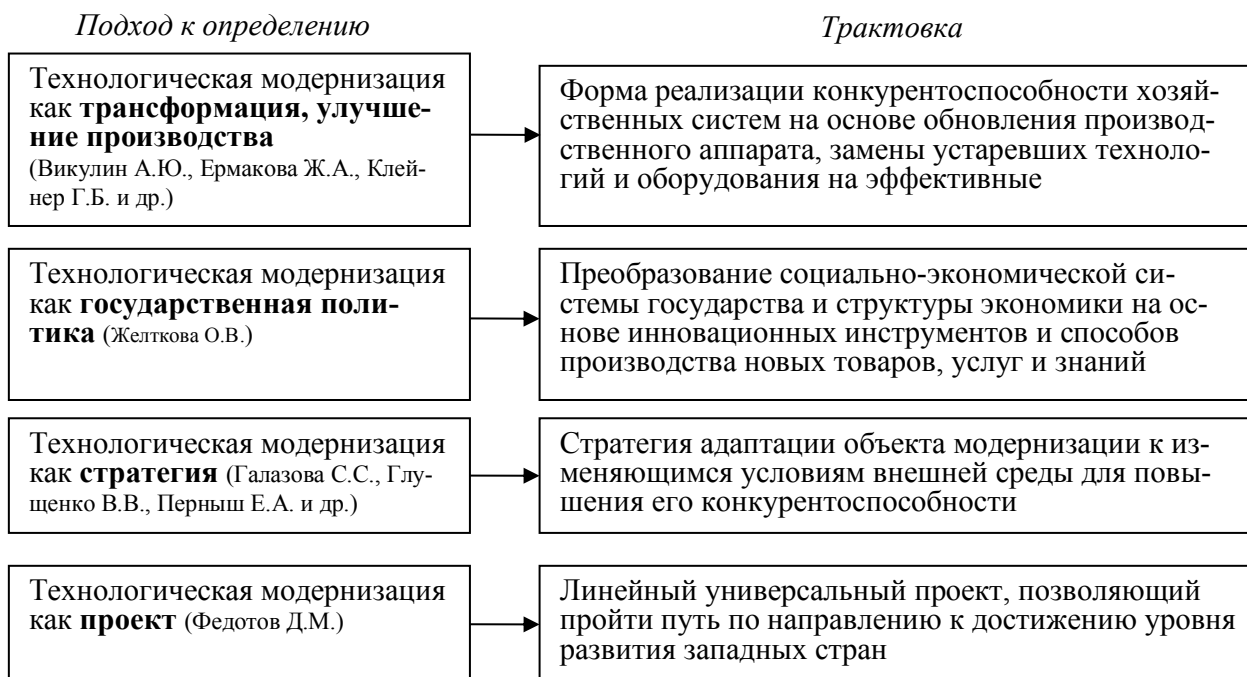 Подход к определению
Трактовка
Технологическая модернизация
как трансформация, улучше-
ние производства
(Викулин А.Ю., Ермакова Ж.А., Клей-
нер Г.Б. и др.)
Форма реализации конкурентоспособности хозяй-
ственных систем на основе обновления производ-
ственного аппарата, замены устаревших техноло-
гий и оборудования на эффективные
Технологическая модернизация
как государственная поли-
тика (Желткова О.В.)
Преобразование социально-экономической си-
стемы государства и структуры экономики на ос-
нове инновационных инструментов и способов
производства новых товаров, услуг и знаний
Технологическая модернизация
как стратегия (Галазова С.С., Глу-
щенко В.В., Перныш Е.А. и др.)
Стратегия адаптации объекта модернизации к из-
меняющимся условиям внешней среды для повы-
шения его конкурентоспособности
Технологическая модернизация
как проект (Федотов Д.М.)
Линейный универсальный проект, позволяющий
пройти путь по направлению к достижению уровня
развития западных стран